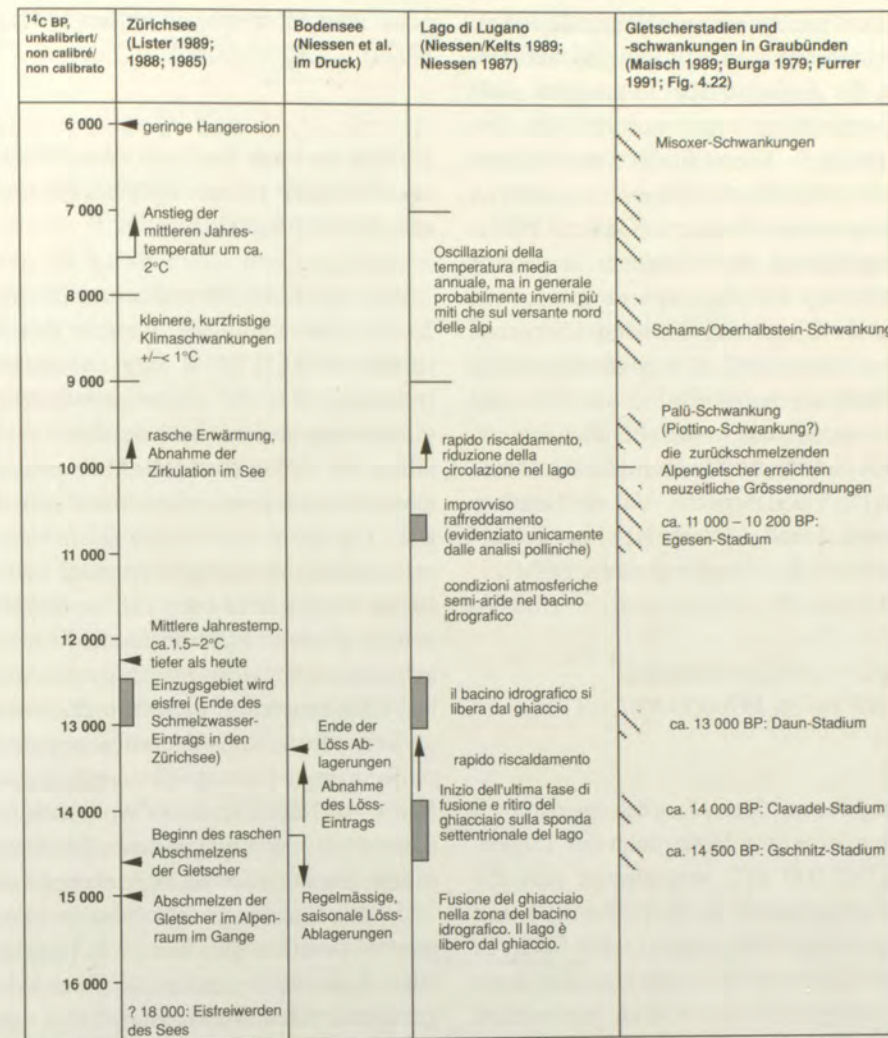 ¹⁴C BP,
unkalibriert/
non calibré/
non calibrato
Zürichsee
(Lister 1989;
1988; 1985)
Bodensee
(Niessen et al.
im Druck)
Lago di Lugano
(Niessen/Kelts 1989;
Niessen 1987)
Gletscherstadien und
-schwankungen in Graubünden
(Maisch 1989; Burga 1979; Furrer
1991; Fig. 4.22)
6 000
7 000
8 000
9 000
10 000
11 000
12 000
13 000
14 000
15 000
16 000
geringe Hangerosion
Anstieg der
mittleren Jahres-
temperatur um ca.
2°C
kleinere, kurzfristige
Klimaschwankungen
+/–< 1°C
rasche Erwärmung,
Abnahme der
Zirkulation im See
Mittlere Jahrestemp.
ca.1.5–2°C
tiefer als heute
Einzugsgebiet wird
eisfrei (Ende des
Schmelzwasser-
Eintrags in den
Zürichsee)
Beginn des raschen
Abschmelzens
der Gletscher
Abschmelzen der
Gletscher im Alpen-
raum im Gange
? 18 000: Eisfreiwerden
des Sees
Ende der
Löss Ab-
lagerungen
Abnahme
des Löss-
Eintrags
Regelmässige,
saisonale Löss-
Ablagerungen
Oscillazioni della
temperatura media
annuale, ma in generale
probabilmente inverni più
miti che sul versante nord
delle alpi
rapido riscaldamento,
riduzione della
circolazione nel lago
improvviso
raffreddamento
(evidenziato unicamente
dalle analisi polliniche)
condizioni atmosferiche
semi-aride nel bacino
idrografico
il bacino idrografico si
libera dal ghiaccio
rapido riscaldamento
Inizio dell'ultima fase di
fusione e ritiro del
ghiacciaio sulla sponda
settentrionale del lago
Fusione del ghiacciaio
nella zona del bacino
idrografico. Il lago è
libero dal ghiaccio.
Misoxer-Schwankungen
Schams/Oberhalbstein-Schwankung
Palü-Schwankung
(Piottino-Schwankung?)
die zurückschmelzenden
Alpengletscher erreichten
neuzeitliche Grössenordnungen
ca. 11 000 – 10 200 BP:
Egesen-Stadium
ca. 13 000 BP: Daun-Stadium
ca. 14 000 BP: Clavadel-Stadium
ca. 14 500 BP: Gschnitz-Stadium